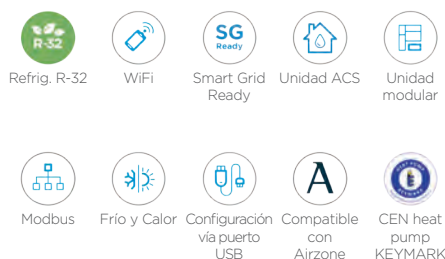 R-32
SG
Ready
Refrig. R-32
WiFi
Smart Grid
Ready
Unidad ACS
Unidad
modular
A
Modbus
Frío y Calor
Configuración
vía puerto
USB
Compatible
con
Airzone
CEN heat
pump
KEYMARK